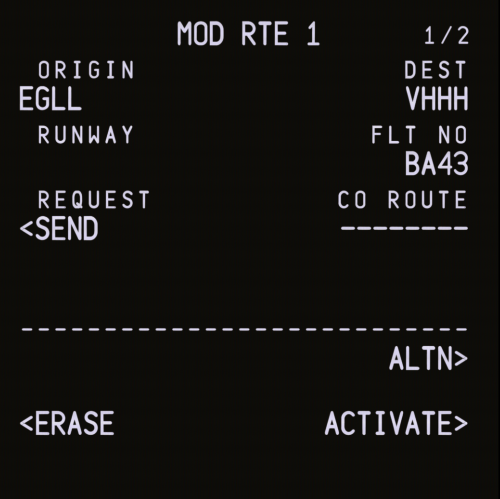 MOD RTE 1 1/2
ORIGIN DEST
EGLL VHHH
RUNWAY FLT NO
BA43
REQUEST CO ROUTE
<SEND --------
---------------------------
ALTN>
<ERASE ACTIVATE>